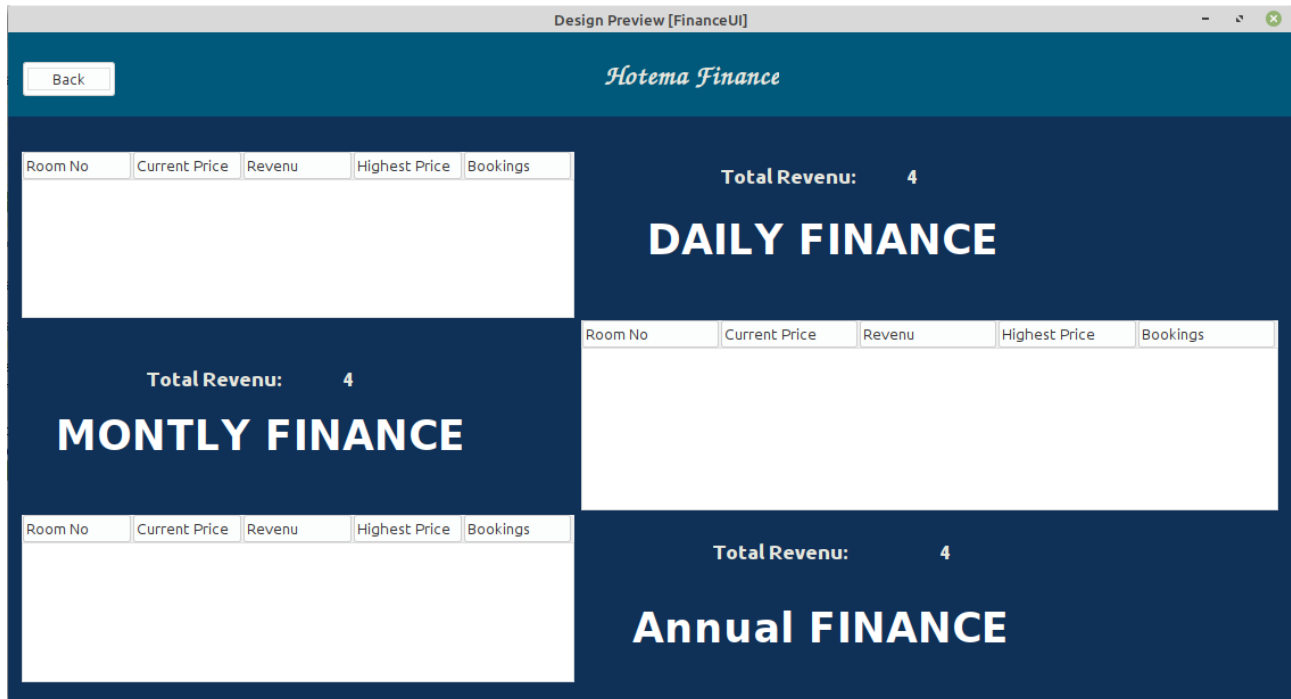 Design Preview [FinanceUI]
Back
Hotema Finance
Room No Current Price Revenu Highest Price Bookings
Total Revenu: 4
DAILY FINANCE
Room No Current Price Revenu Highest Price Bookings
Total Revenu: 4
MONTLY FINANCE
Room No Current Price Revenu Highest Price Bookings
Total Revenu: 4
Annual FINANCE